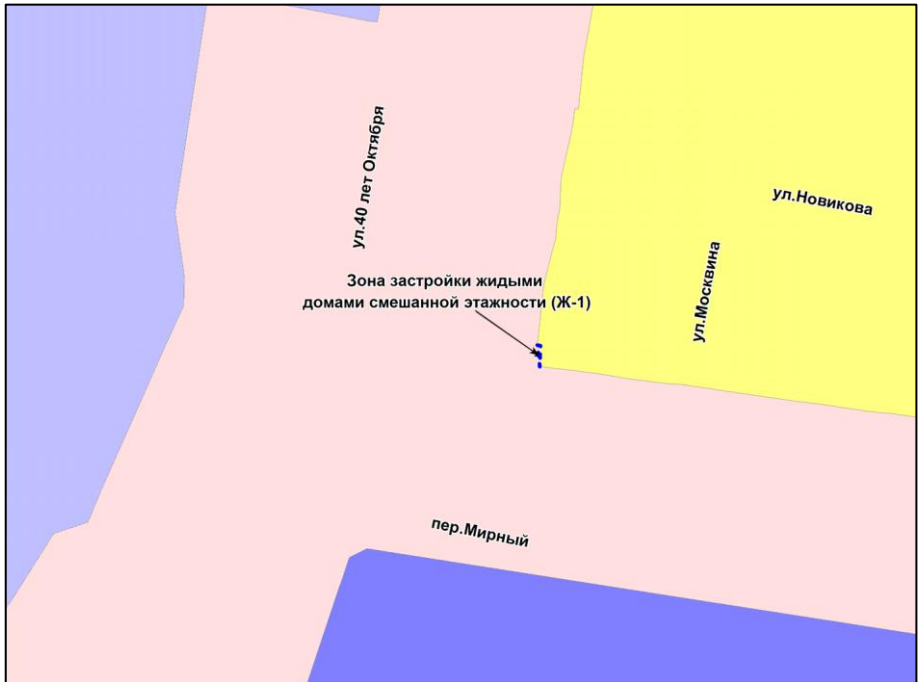 ул.40 лет Октября
ул.Новикова
ул.Москвина
Зона застройки жидыми
домами смешанной этажности (Ж-1)
пер.Мирный